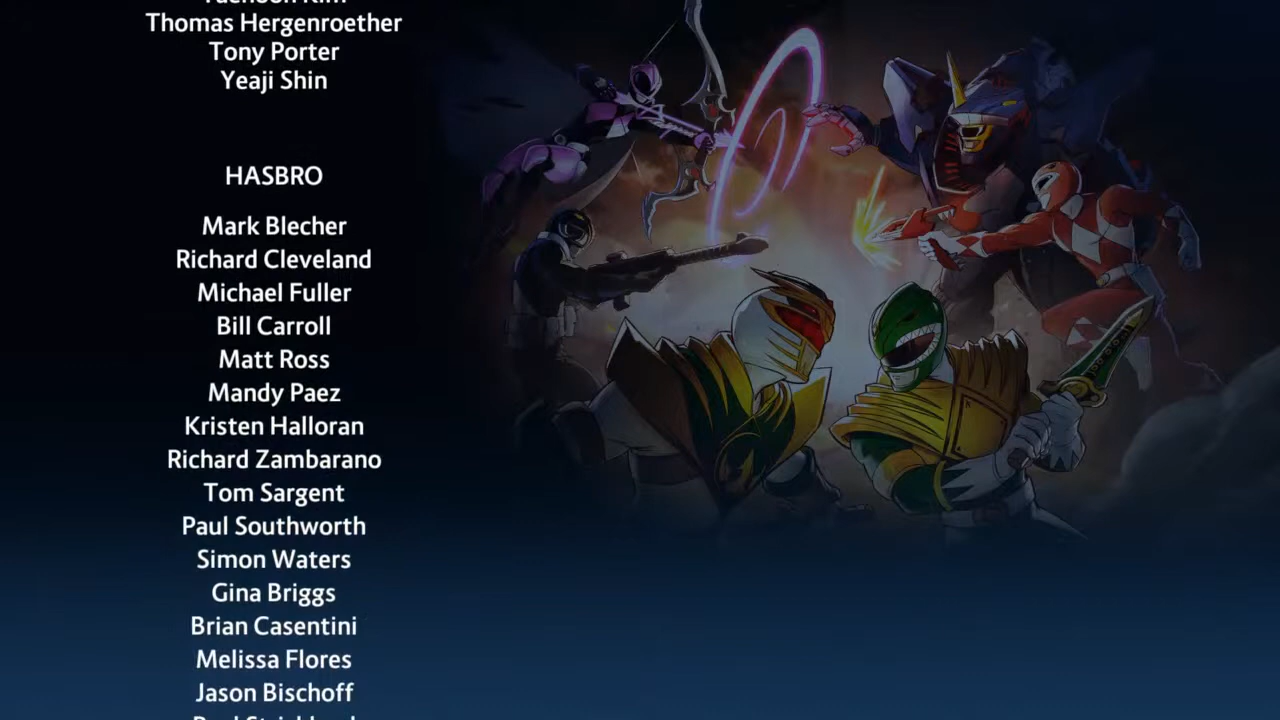 Thomas Hergenroether
Tony Porter
Yeaji Shin
HASBRO
Mark Blecher
Richard Cleveland
Michael Fuller
Bill Carroll
Matt Ross
Mandy Paez
Kristen Halloran
Richard Zambarano
Tom Sargent
Paul Southworth
Simon Waters
Gina Briggs
Brian Casentini
Melissa Flores
Jason Bischoff